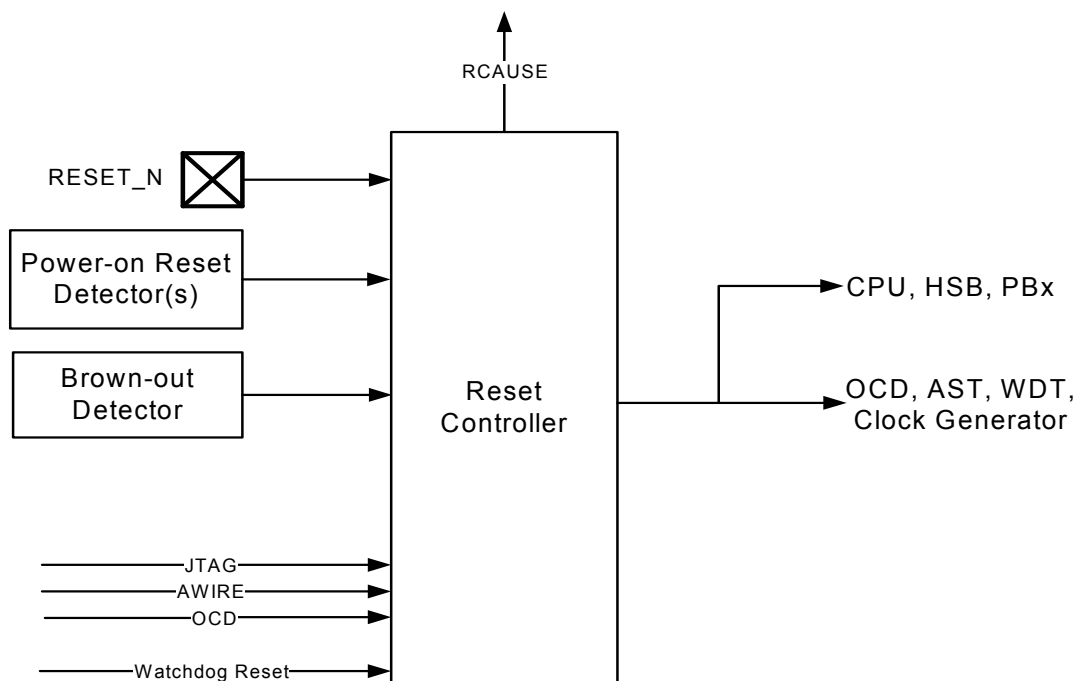 RCAUSE
RESET_N
Power-on Reset
Detector(s)
Brown-out
Detector
Reset
Controller
CPU, HSB, PBx
OCD, AST, WDT,
Clock Generator
JTAG
AWIRE
OCD
Watchdog Reset